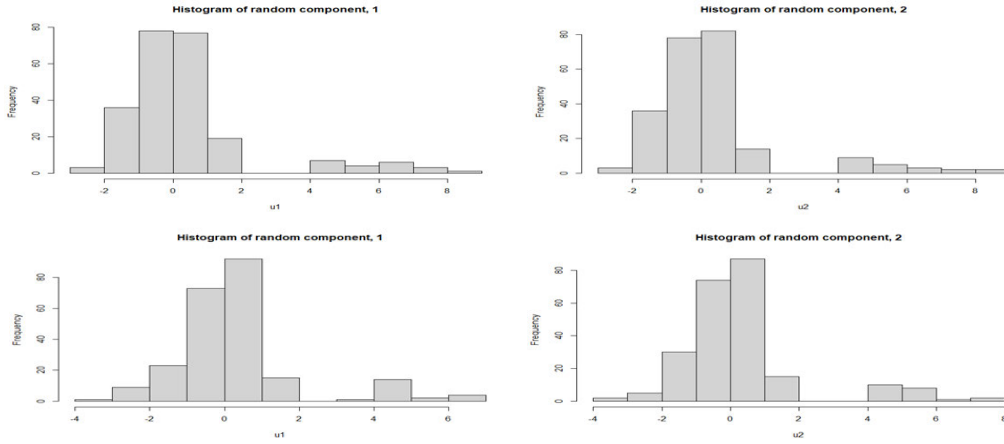 Histogram of random component, 1
Frequency
0 20 40 60 80
-2 0 2 4 6 8
u1
Histogram of random component, 2
Frequency
0 20 40 60 80
-2 0 2 4 6 8
u2
Histogram of random component, 1
Frequency
0 20 40 60 80
-4 -2 0 2 4 6
u1
Histogram of random component, 2
Frequency
0 20 40 60 80
-4 -2 0 2 4 6 8
u2